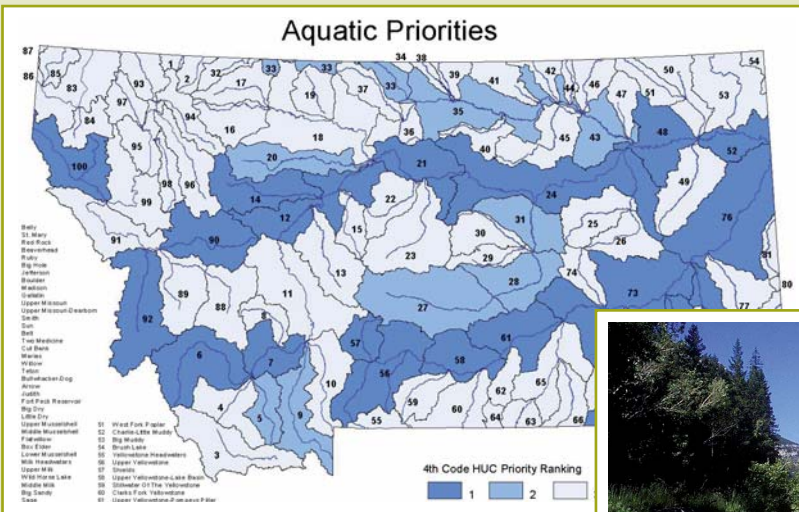 Aquatic Priorities
87
86
85
83
84
93
97
95
99
98
96
94
1
2
32
17
33
19
33
37
34
38
33
39
41
42
44
46
47
51
50
54
53
16
18
36
35
40
45
43
48
52
100
20
14
12
21
22
24
49
76
91
90
15
23
30
29
31
25
26
81
80
13
28
74
73
77
92
89
88
8
11
27
6
7
57
56
58
61
4
5
9
10
55
59
60
62
64
63
65
66
3
Belly
St. Mary
Red Rock
Beaverhead
Ruby
Big Hole
Jefferson
Boulder
Madison
Gallatin
Upper Missouri
Upper Missouri-Dearborn
Smith
Sun
Belt
Two Medicine
Cut Bank
Marias
Willow
Teton
Bullwhacker-Dog
Arrow
Judith
Fort Peck Reservoir
Big Dry
Little Dry
Upper Musselshell
Middle Musselshell
Flatwillow
Box Elder
Lower Musselshell
Milk Headwaters
Upper Milk
Wild Horse Lake
Middle Milk
Big Sandy
Sage
51 West Fork Poplar
52 Charlie-Little Muddy
53 Big Muddy
54 Brush Lake
55 Yellowstone Headwaters
56 Upper Yellowstone
57 Shields
58 Upper Yellowstone-Lake Basin
59 Stillwater Of The Yellowstone
60 Clarks Fork Yellowstone
61 Upper Yellowstone-Pompeys Pillar
4th Code HUC Priority Ranking
1
2